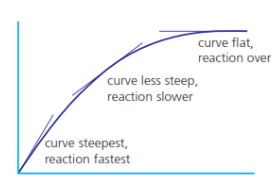 curve flat,
reaction over
curve less steep,
reaction slower
curve steepest,
reaction fastest